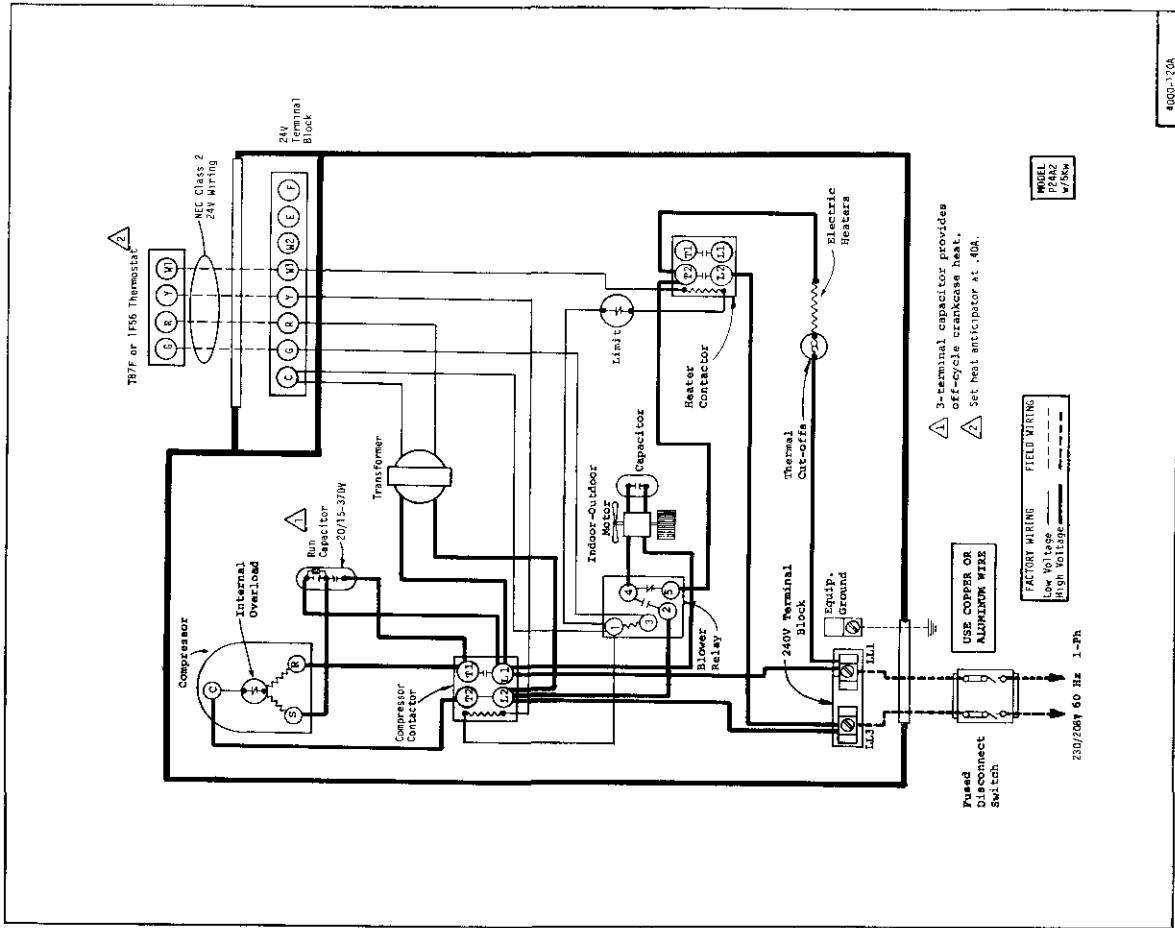 T87F or 1F56 Thermostat
2
G
R
Y
W1
NEC Class 2
24V Wiring
C
G
R
Y
W1
W2
E
F
24V
Terminal
Block
Compressor
Internal
Overload
C
S
R
1
Run
Capacitor
20/15-370V
Transformer
Compressor
Contactor
T2
T1
L2
L1
Indoor-Outdoor
Motor
Capacitor
1
4
3
2
5
Blower
Relay
Limit
Heater
Contactor
T2
T1
L2
L1
Electric
Heaters
Thermal
Cut-offs
240V Terminal
Block
Equip.
Ground
LL3
LL1
Fused
Disconnect
Switch
230/208V 60 Hz 1-Ph
USE COPPER OR
ALUMINUM WIRE
FACTORY WIRING FIELD WIRING
Low Voltage
High Voltage
1 3-terminal capacitor provides
off-cycle crankcase heat.
2 Set heat anticipator at .40A.
MODEL
P24A2
w/5Kw